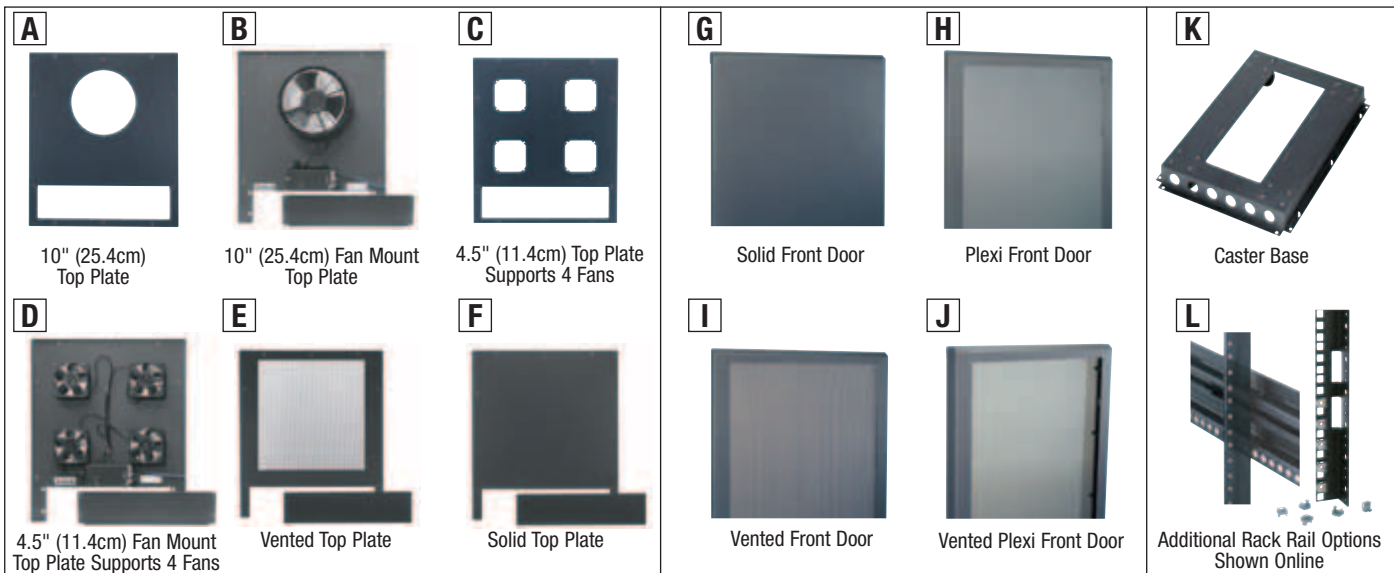 A
B
C
10" (25.4cm)
Top Plate
10" (25.4cm) Fan Mount
Top Plate
4.5" (11.4cm) Top Plate
Supports 4 Fans
D
E
F
4.5" (11.4cm) Fan Mount
Top Plate Supports 4 Fans
Vented Top Plate
Solid Top Plate
G
H
Solid Front Door
Plexi Front Door
I
J
Vented Front Door
Vented Plexi Front Door
K
Caster Base
L
Additional Rack Rail Options
Shown Online